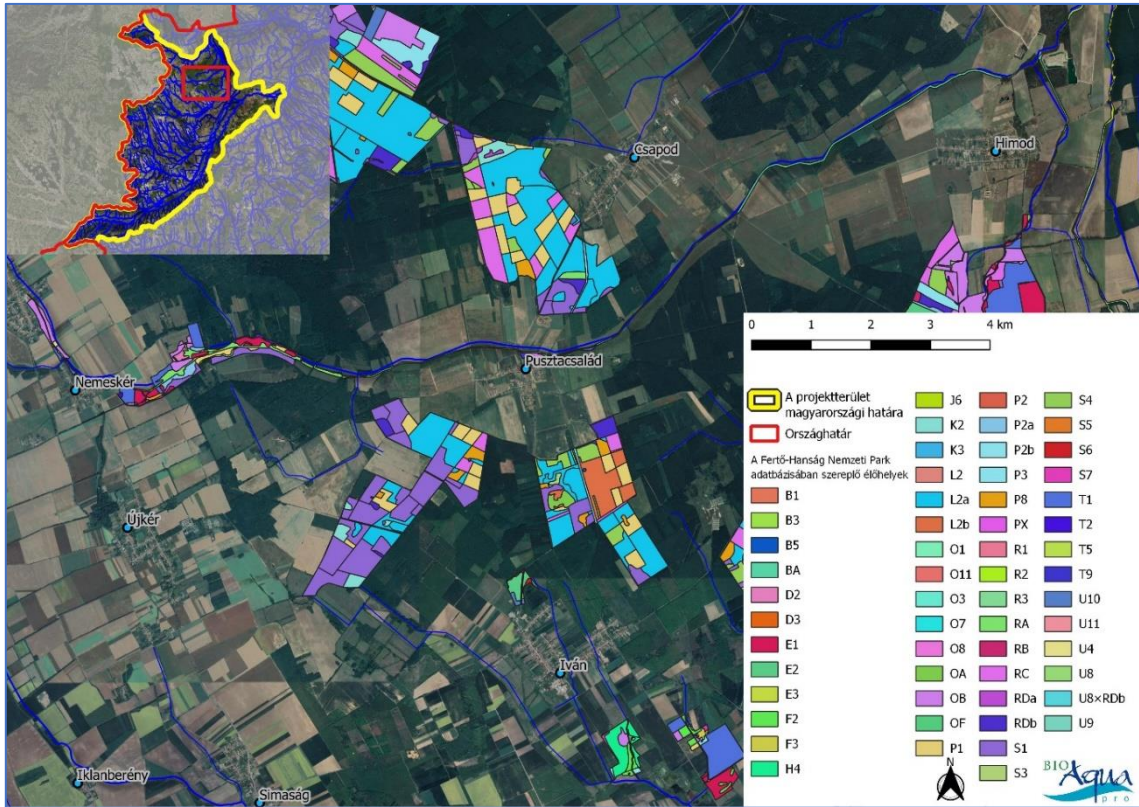 Csapod
Himod
Nemeskér
Pusztacsalád
Újkér
Iván
Iklanberény
Simaság
0 1 2 3 4 km
A projektterület
magyarországi határa
Országhatár
A Fertő-Hanság Nemzeti Park
adatbázisában szereplő élőhelyek
B1
B3
B5
BA
D2
D3
E1
E2
E3
F2
F3
H4
J6
K2
K3
L2
L2a
L2b
O1
O11
O3
O7
O8
OA
OB
OF
P1
P2
P2a
P2b
P3
P8
PX
R1
R2
R3
RA
RB
RC
RDa
RDb
S1
S3
S4
S5
S6
S7
T1
T2
T5
T9
U10
U11
U4
U8
U8×RDb
U9
N
BIO
Aqua
pro